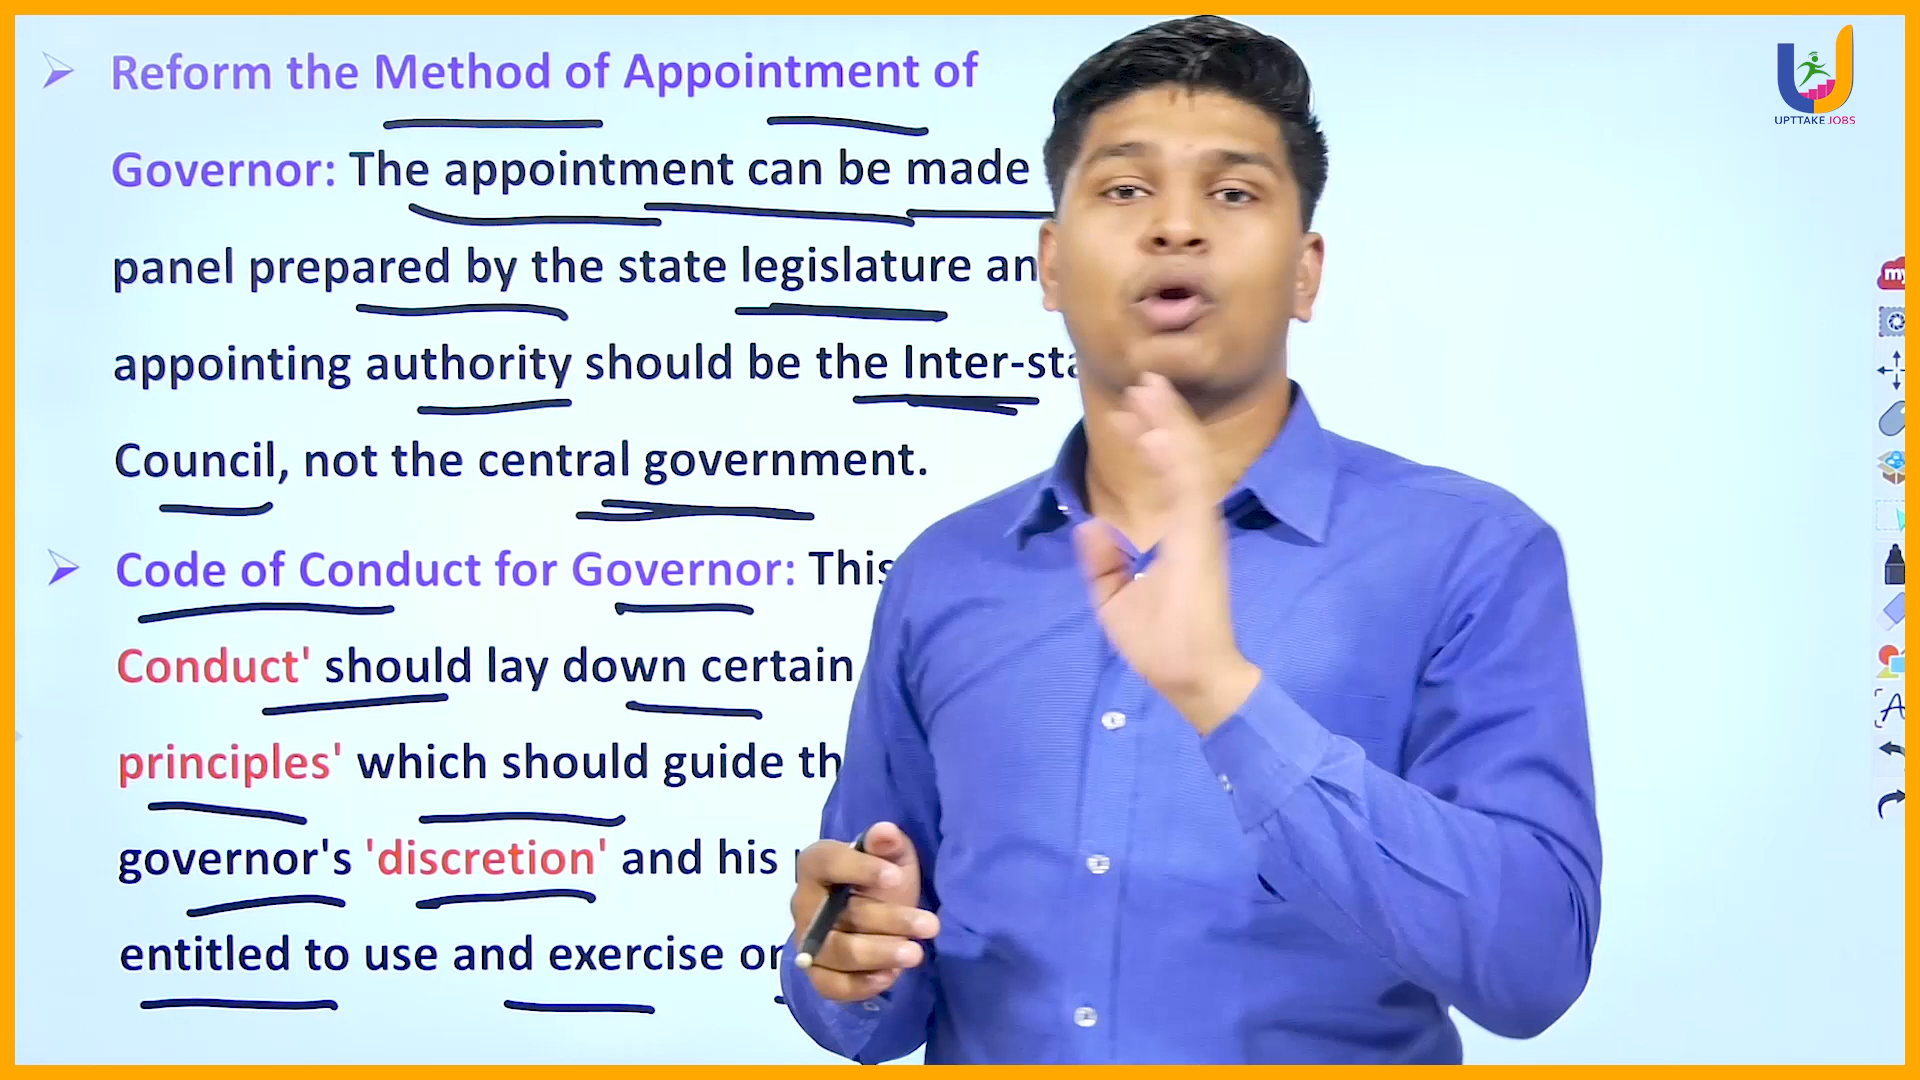 Reform the Method of Appointment of
Governor: The appointment can be made
panel prepared by the state legislature an
appointing authority should be the Inter-sta
Council, not the central government.
Code of Conduct for Governor: This
Conduct' should lay down certain
principles' which should guide th
governor's 'discretion' and his
entitled to use and exercise or
UPTTAKE JOBS
my
A